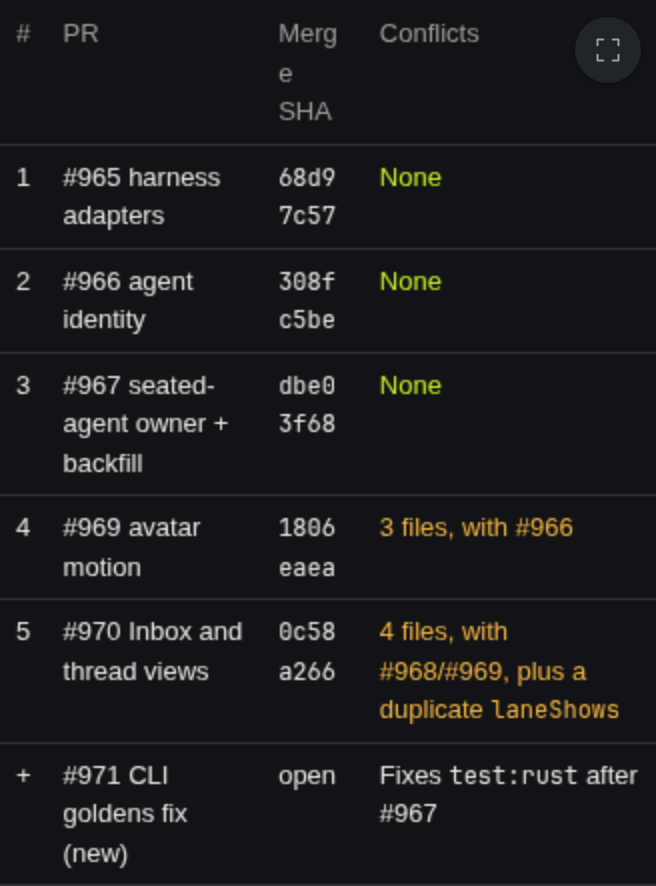 # PR Merg Conflicts
e
SHA
1 #965 harness 68d9 None
adapters 7c57
2 #966 agent 308f None
identity c5be
3 #967 seated- dbe0 None
agent owner + 3f68
backfill
4 #969 avatar 1806 3 files, with #966
motion eaea
5 #970 Inbox and 0c58 4 files, with
thread views a266 #968/#969, plus a
duplicate laneShows
+ #971 CLI open Fixes test:rust after
goldens fix #967
(new)